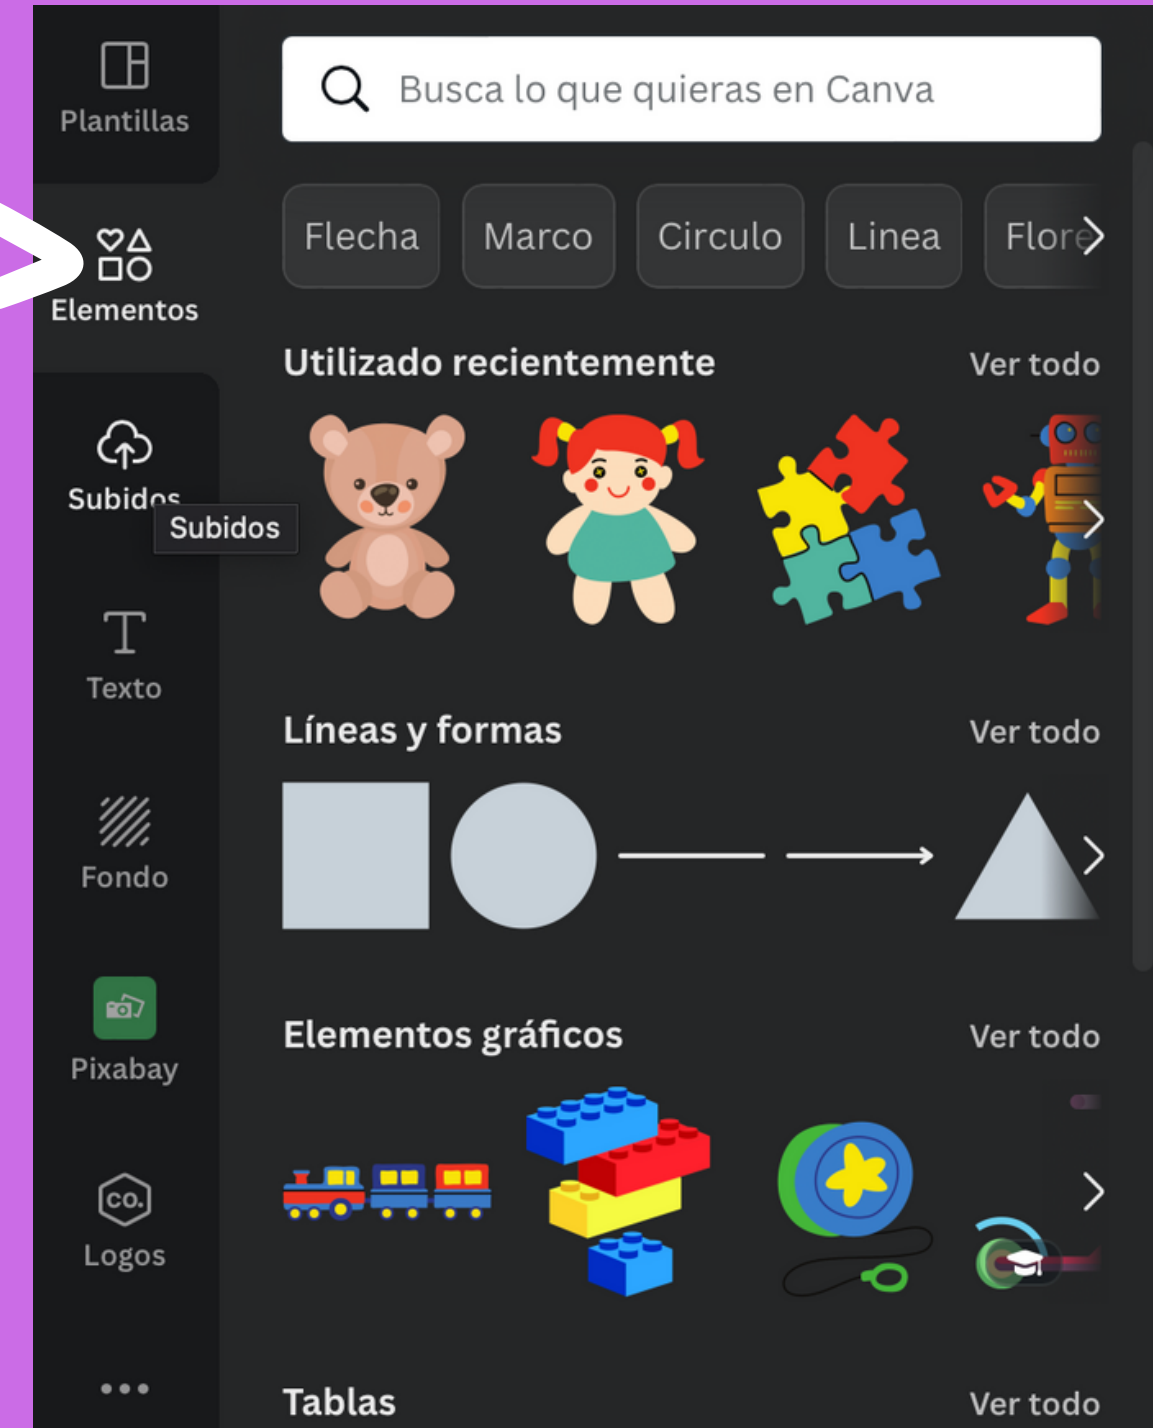 Plantillas
Elementos
Subidos
Subidos
Texto
Fondo
Pixabay
CO.
Logos
Busca lo que quieras en Canva
Flecha
Marco
Circulo
Linea
Flore
Utilizado recientemente
Ver todo
Líneas y formas
Ver todo
Elementos gráficos
Ver todo
Tablas
Ver todo